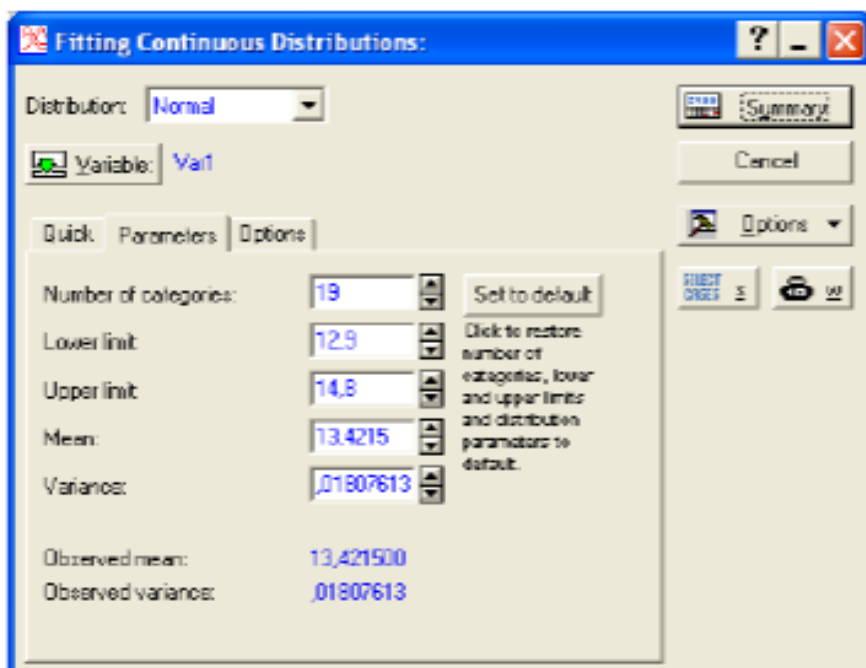 Fitting Continuous Distributions:
Distribution: Normal
Summary
Variable: Var1
Cancel
Quick Parameters Options
Options
Number of categories: 19
Set to default
SELECT CASES S W
Lower limit 12,9
Click to restore
number of
categories, lower
and upper limits
and distribution
parameters to
default.
Upper limit 14,8
Mean: 13,4215
Variance: ,01807613
Observed mean: 13,421500
Observed variance: ,01807613